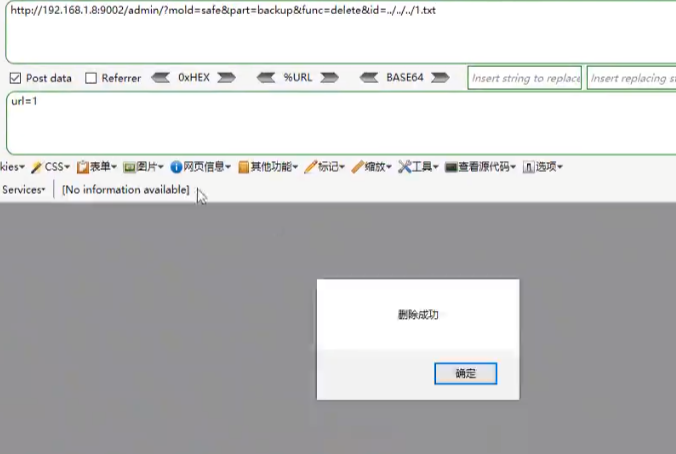 http://192.168.1.8:9002/admin/?mold=safe&part=backup&func=delete&id=../../../1.txt
Post data Referrer 0xHEX %URL BASE64 Insert string to replace Insert replacing s
url=1
kies CSS 表单 图片 网页信息 其他功能 标记 缩放 工具 查看源代码 选项
Services [No information available]
删除成功
确定